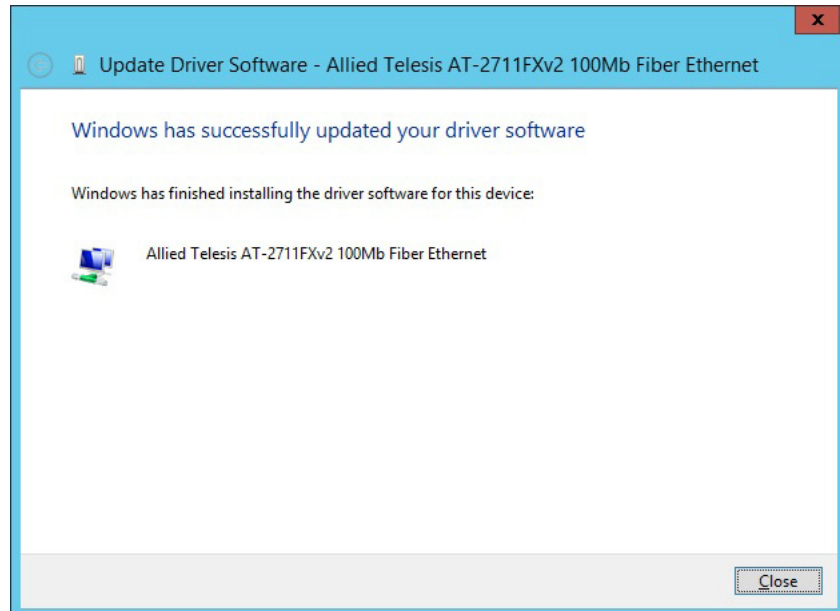 x
Update Driver Software - Allied Telesis AT-2711FXv2 100Mb Fiber Ethernet
Windows has successfully updated your driver software
Windows has finished installing the driver software for this device:
Allied Telesis AT-2711FXv2 100Mb Fiber Ethernet
Close